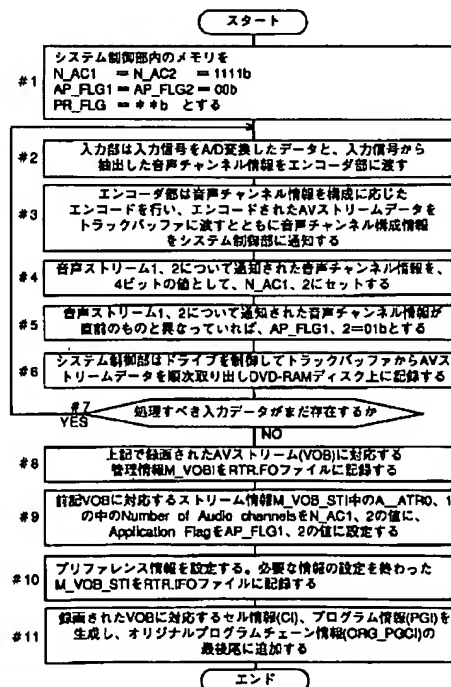 スタート
システム制御部内のメモリを
#1
N_AC1 = N_AC2 = 1111b
AP_FLG1 = AP_FLG2 = 00b
PR_FLG = **b とする
#2
入力部は入力信号をA/D変換したデータと、入力信号から
抽出した音声チャンネル情報をエンコーダ部に渡す
#3
エンコーダ部は音声チャンネル情報を構成に応じた
エンコードを行い、エンコードされたAVストリームデータを
トラックバッファに渡すとともに音声チャンネル構成情報
をシステム制御部に通知する
#4
音声ストリーム1、2について通知された音声チャンネル情報を、
4ビットの値として、N_AC1、2にセットする
#5
音声ストリーム1、2について通知された音声チャンネル情報が
直前のものと異なっていれば、AP_FLG1、2=01bとする
#6
システム制御部はドライブを制御してトラックバッファからAVス
トリームデータを順次取り出しDVD-RAMディスク上に記録する
#7
処理すべき入力データがまだ存在するか
YES
NO
#8
上記で録画されたAVストリーム(VOB)に対応する
管理情報M_VOBIをRTR.IFOファイルに記録する
#9
前記VOBに対応するストリーム情報M_VOB_STI中のA_ATR0、1
の中のNumber of Audio channelsをN_AC1、2の値に、
Application FlagをAP_FLG1、2の値に設定する
#10
プリファレンス情報を設定する。必要な情報の設定を終わった
M_VOB_STIをRTR.IFOファイルに記録する
#11
録画されたVOBに対応するセル情報(CI)、プログラム情報(PGI)を
生成し、オリジナルプログラムチェーン情報(ORG_PGCI)の
最後尾に追加する
エンド